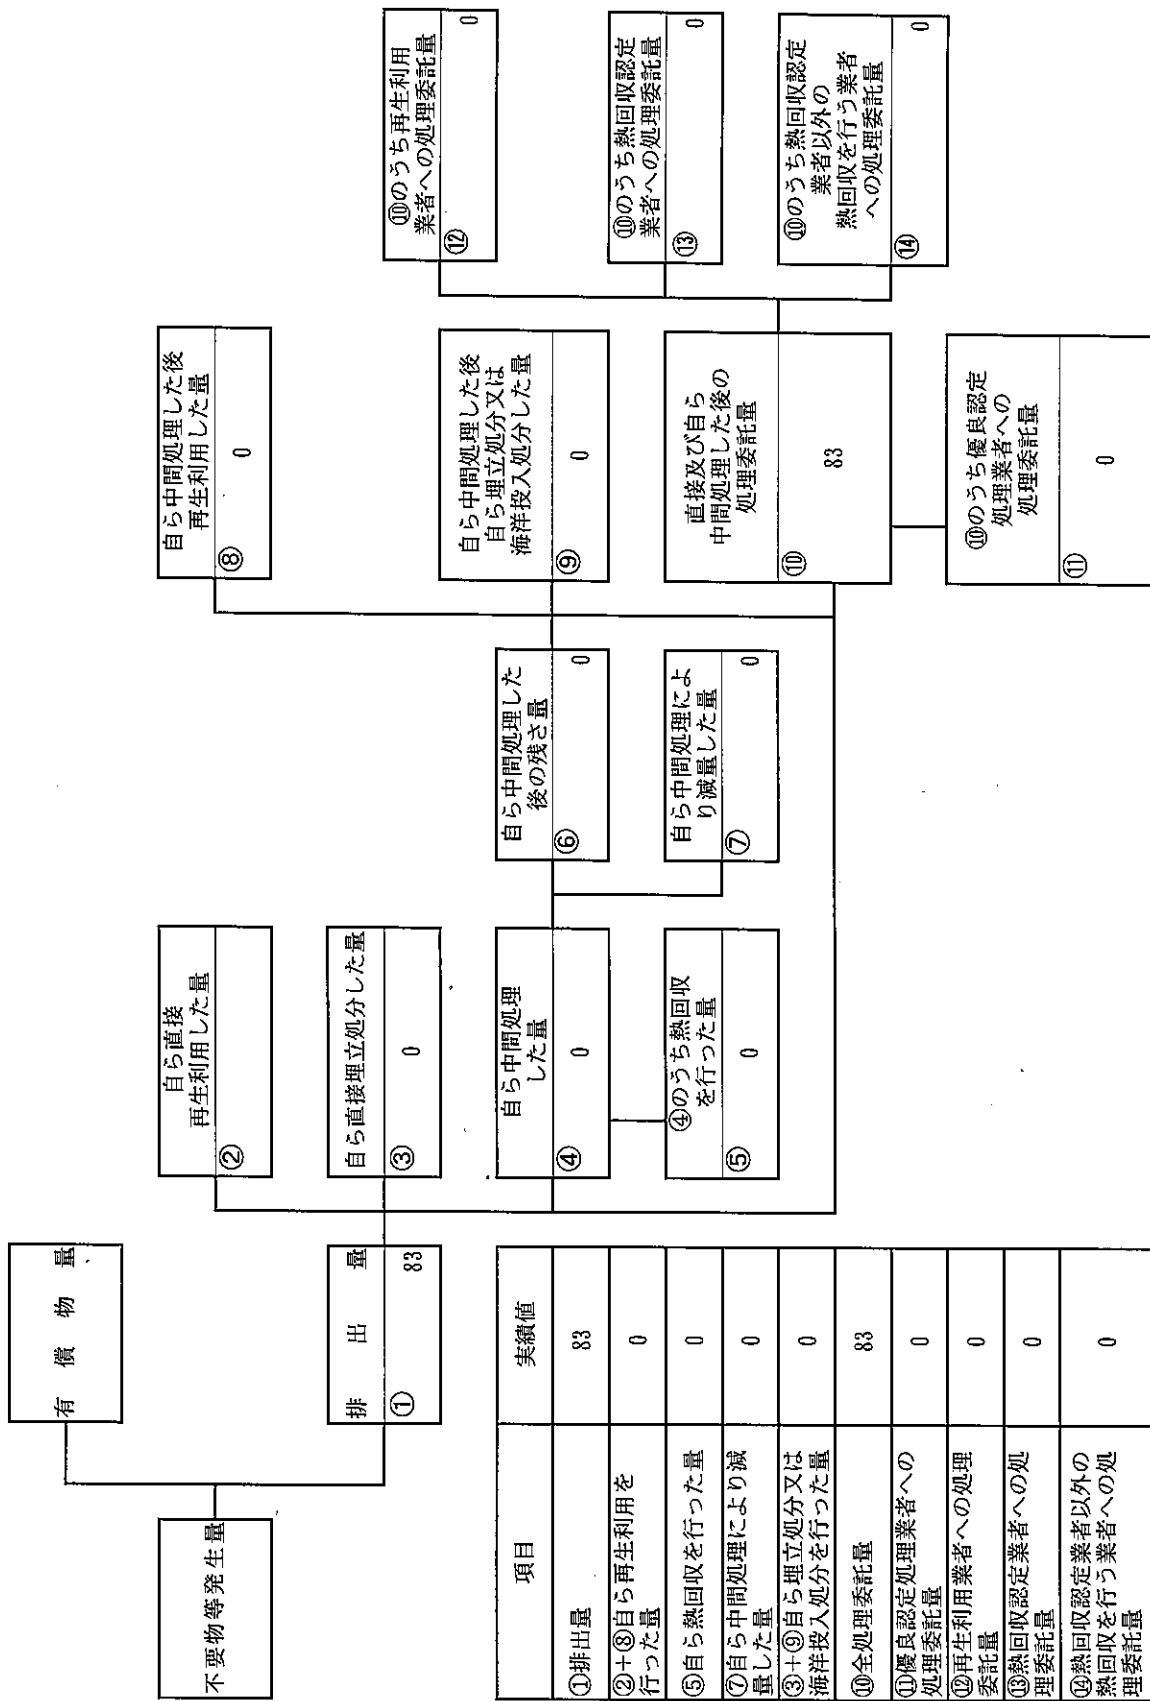 不要物等発生量
有償物量
排出量
①
83
自ら直接
再生利用した量
②
自ら直接埋立処分した量
③
0
自ら中間処理
した量
④
0
④のうち熱回収
を行った量
⑤
0
自ら中間処理した
後の残さ量
⑥
0
自ら中間処理によ
り減量した量
⑦
0
自ら中間処理した後
再生利用した量
⑧
0
自ら中間処理した後
自ら埋立処分又は
海洋投入処分した量
⑨
0
直接及び自ら
中間処理した後の
処理委託量
⑩
83
⑩のうち優良認定
処理業者への
処理委託量
⑪
0
⑩のうち再生利用
業者への処理委託量
⑫
0
⑩のうち熱回収認定
業者への処理委託量
⑬
0
⑩のうち熱回収認定
業者以外の
熱回収を行う業者
への処理委託量
⑭
0
項目 実績値
①排出量 83
②+⑧自ら再生利用を
行った量 0
⑤自ら熱回収を行った量 0
⑦自ら中間処理により減
量した量 0
③+⑨自ら埋立処分又は
海洋投入処分を行った量 0
⑩全処理委託量 83
⑪優良認定処理業者への
処理委託量 0
⑫再生利用業者への処理
委託量 0
⑬熱回収認定業者への処
理委託量 0
⑭熱回収認定業者以外の
熱回収を行う業者への処
理委託量 0